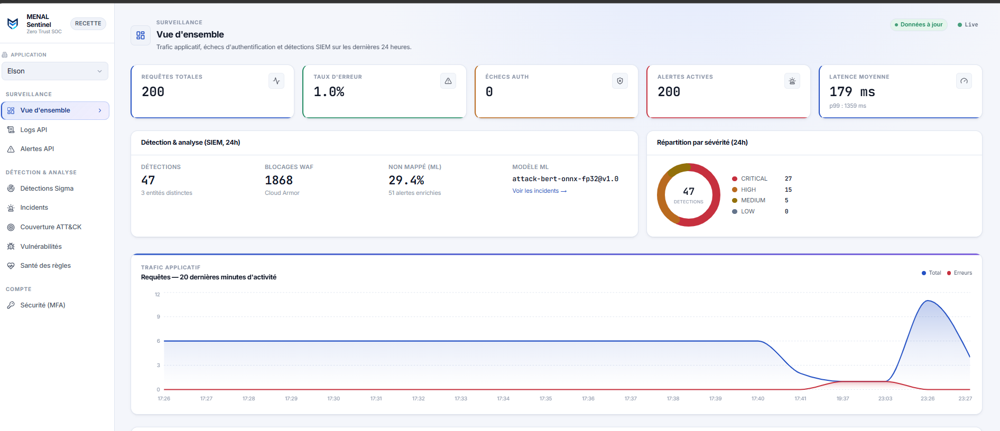 MENAL
Sentinel
Zero Trust SOC
RECETTE
APPLICATION
Elson
SURVEILLANCE
Vue d'ensemble
Logs API
Alertes API
DÉTECTION & ANALYSE
Détections Sigma
Incidents
Couverture ATT&CK
Vulnérabilités
Santé des règles
COMPTE
Sécurité (MFA)
SURVEILLANCE
Vue d'ensemble
Trafic applicatif, échecs d'authentification et détections SIEM sur les dernières 24 heures.
Données à jour
Live
REQUÊTES TOTALES
200
TAUX D'ERREUR
1.0%
ÉCHECS AUTH
0
ALERTES ACTIVES
200
LATENCE MOYENNE
179 ms
p99 : 1359 ms
Détection & analyse (SIEM, 24h)
DÉTECTIONS
47
3 entités distinctes
BLOCAGES WAF
1868
Cloud Armor
NON MAPPÉ (ML)
29.4%
51 alertes enrichies
MODÈLE ML
attack-bert-onnx-fp32@v1.0
Voir les incidents →
Répartition par sévérité (24h)
47
DETECTIONS
CRITICAL 27
HIGH 15
MEDIUM 5
LOW 0
TRAFIC APPLICATIF
Requêtes — 20 dernières minutes d'activité
Total Erreurs
12
9
6
3
0
17:26 17:27 17:28 17:29 17:30 17:31 17:32 17:33 17:34 17:35 17:36 17:37 17:38 17:39 17:40 17:41 19:37 23:03 23:26 23:27